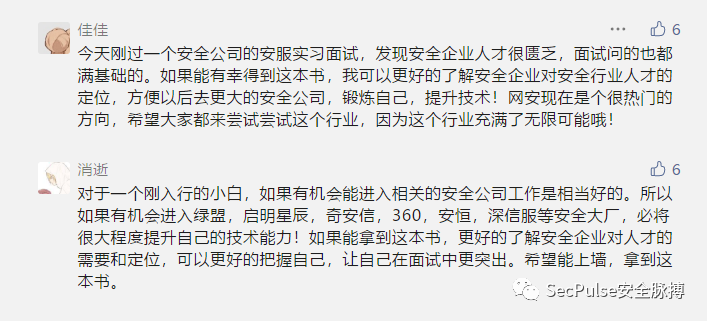 佳佳
6
今天刚过一个安全公司的安服实习面试，发现安全企业人才很匮乏，面试问的也都
满基础的。如果能有幸得到这本书，我可以更好的了解安全企业对安全行业人才的
定位，方便以后去更大的安全公司，锻炼自己，提升技术！网安现在是个很热门的
方向，希望大家都来尝试尝试这个行业，因为这个行业充满了无限可能哦！
消逝
6
对于一个刚入行的小白，如果有机会能进入相关的安全公司工作是相当好的。所以
如果有机会进入绿盟，启明星辰，奇安信，360，安恒，深信服等安全大厂，必将
很大程度提升自己的技术能力！如果能拿到这本书，更好的了解安全企业对人才的
需要和定位，可以更好的把握自己，让自己在面试中更突出。希望能上墙，拿到这
本书。
SecPulse安全脉搏